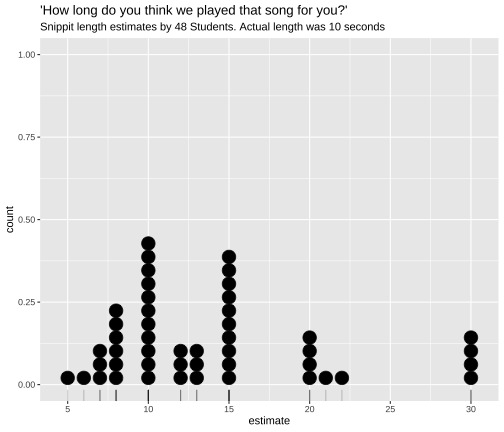 'How long do you think we played that song for you?'
Snippit length estimates by 48 Students. Actual length was 10 seconds
1.00
0.75
count
0.50
0.25
0.00
5 10 15 20 25 30
estimate